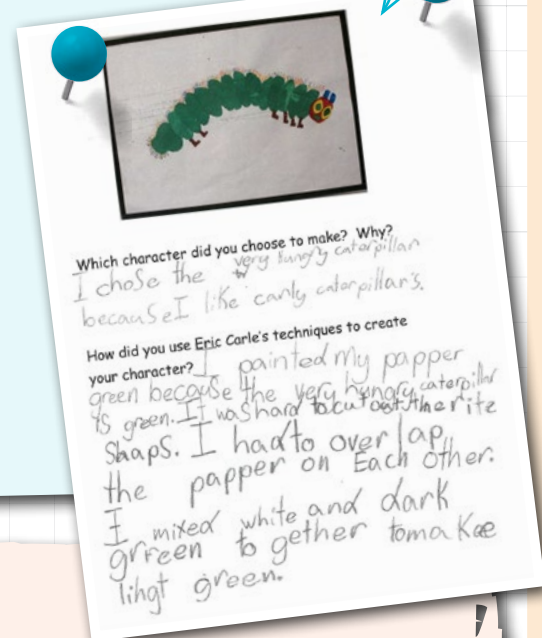 Which character did you choose to make? Why?
I chose the very hungry caterpillar
because I like canly caterpillar's.
How did you use Eric Carle's techniques to create
your character? I painted my papper
green because the very hungry caterpillar
is green. It was hard to cut out the ritz
Shaps. I had to over lap
the papper on Each other.
I mixed white and dark
grreen to gether to makee
lihgt green.